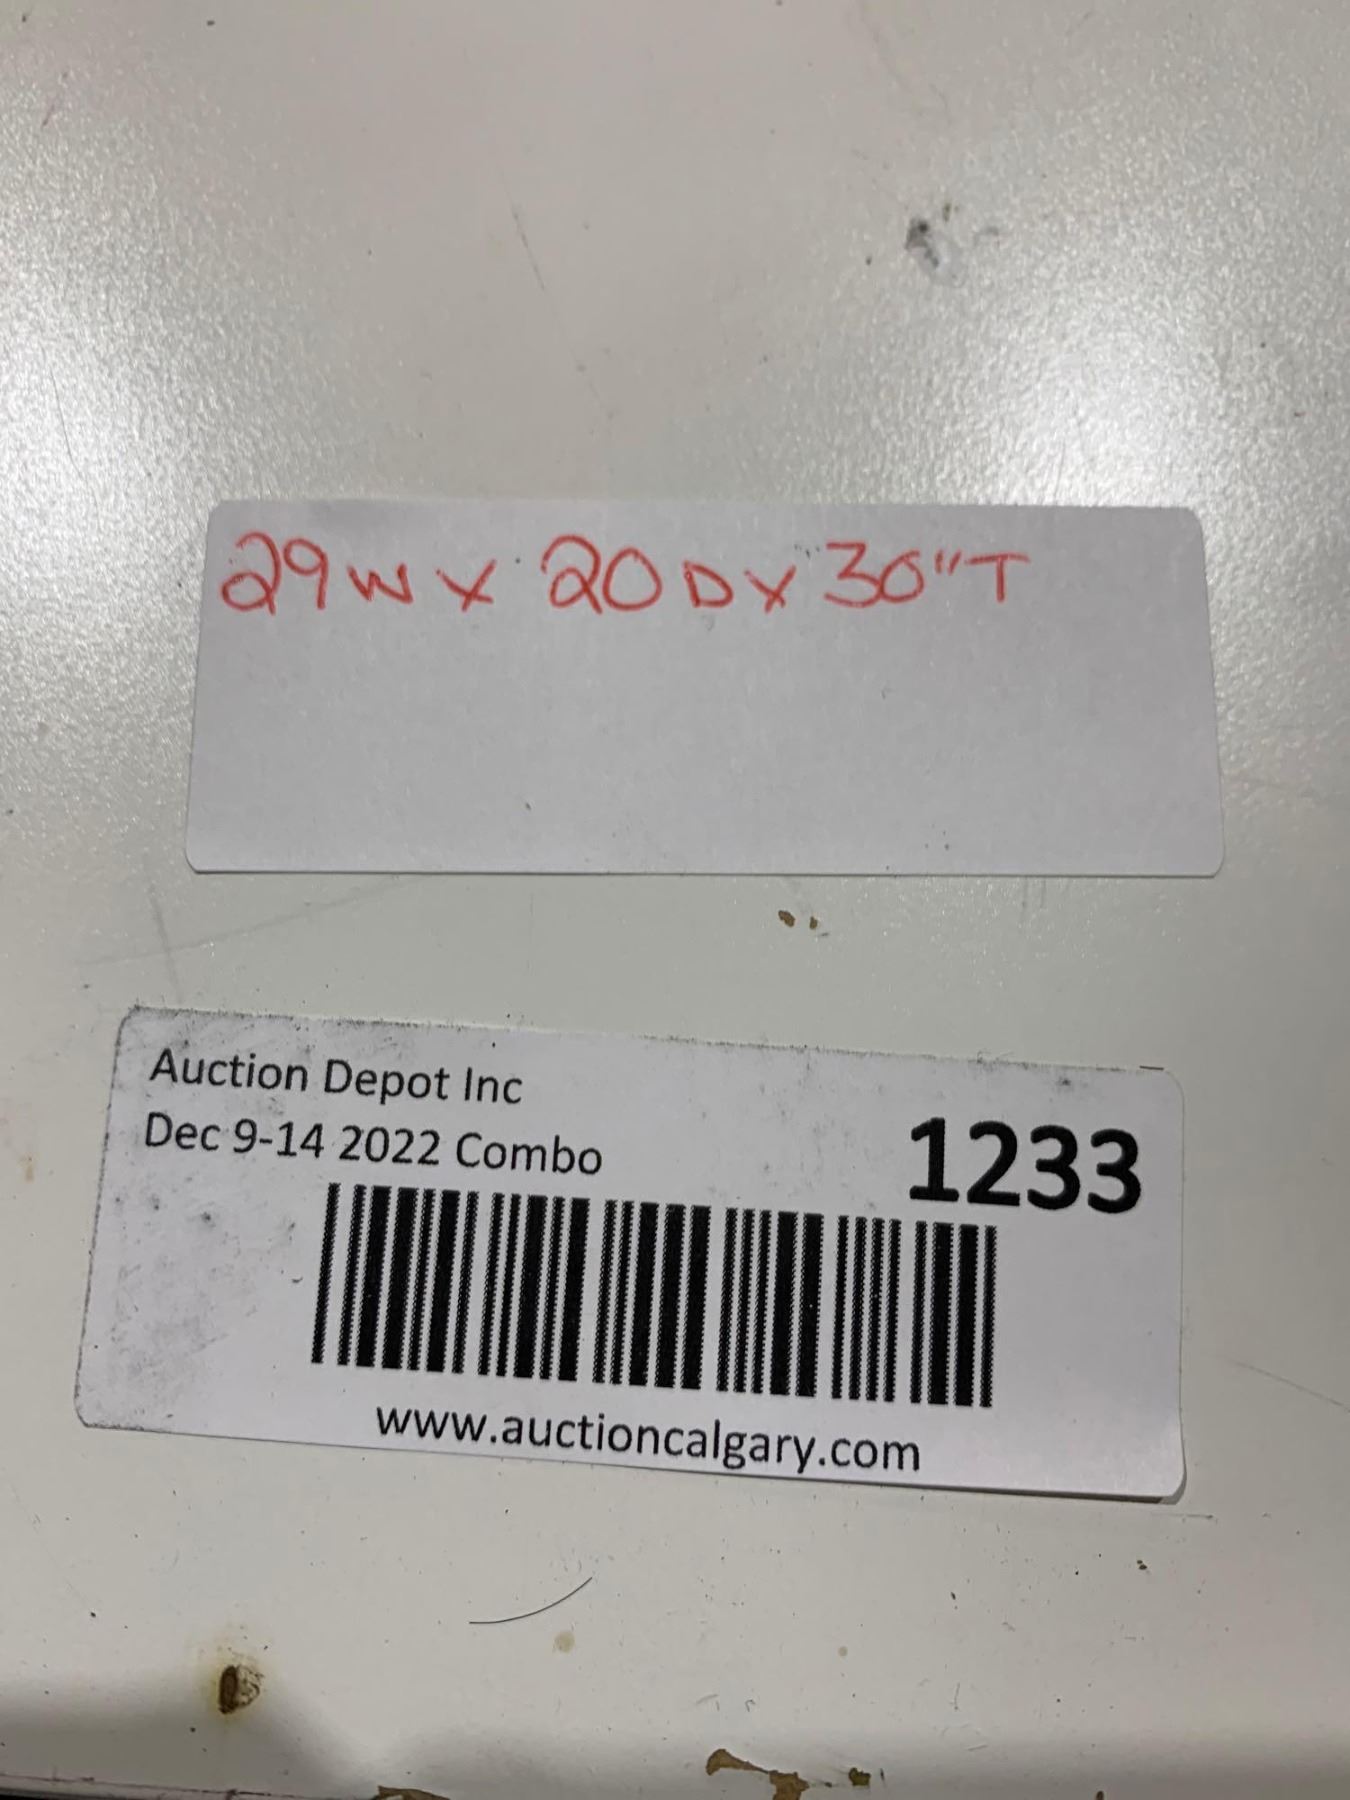 29W X 20D X 30"T
Auction Depot Inc
Dec 9-14 2022 Combo
1233
www.auctioncalgary.com